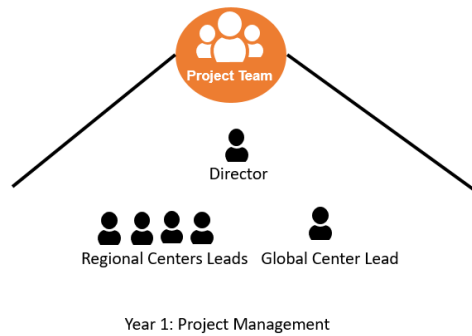 Project Team
Director
Regional Centers Leads
Global Center Lead
Year 1: Project Management